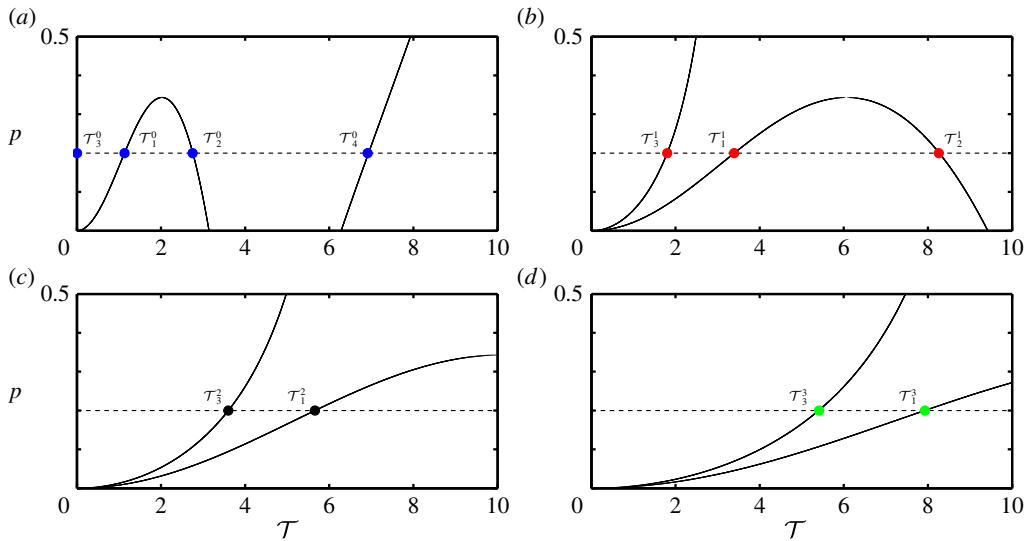 (a) (b)
0.5 0.5
p 𝒯₃⁰ 𝒯₁⁰ 𝒯₂⁰ 𝒯₄⁰ 𝒯₃¹ 𝒯₁¹ 𝒯₂¹
0 2 4 6 8 10 0 2 4 6 8 10
(c) (d)
0.5 0.5
p 𝒯₃² 𝒯₁² 𝒯₃³ 𝒯₁³
0 2 4 6 8 10 0 2 4 6 8 10
𝒯 𝒯